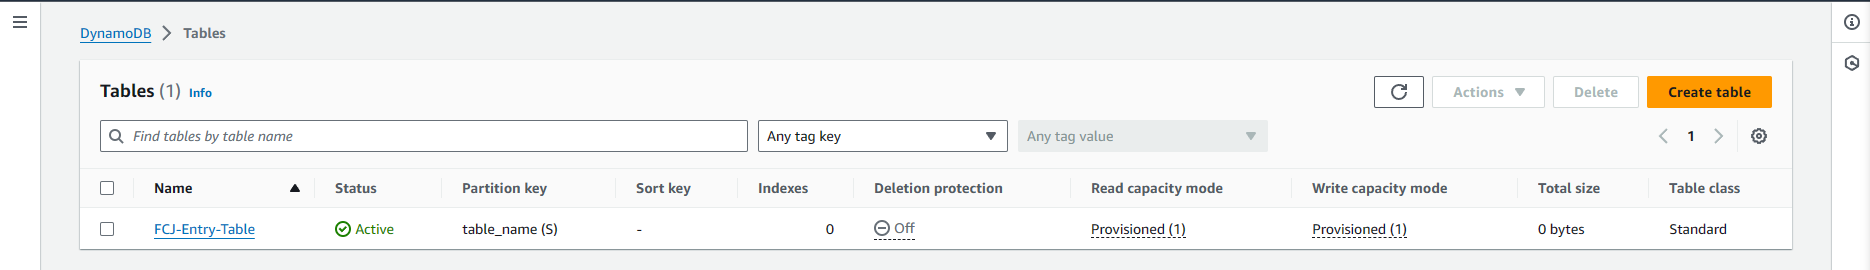 DynamoDB > Tables
Tables (1) Info
Actions Delete Create table
Find tables by table name Any tag key Any tag value 1
Name Status Partition key Sort key Indexes Deletion protection Read capacity mode Write capacity mode Total size Table class
FCJ-Entry-Table Active table_name (S) - 0 Off Provisioned (1) Provisioned (1) 0 bytes Standard